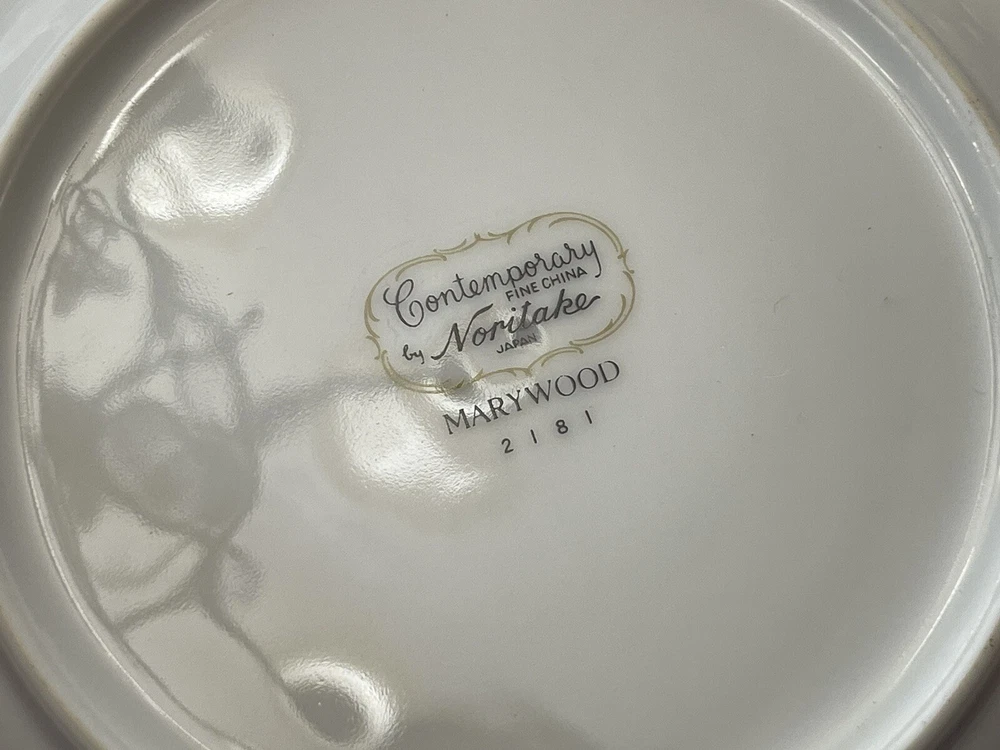 Contemporary
FINE CHINA
by Noritake
JAPAN
MARYWOOD
2181